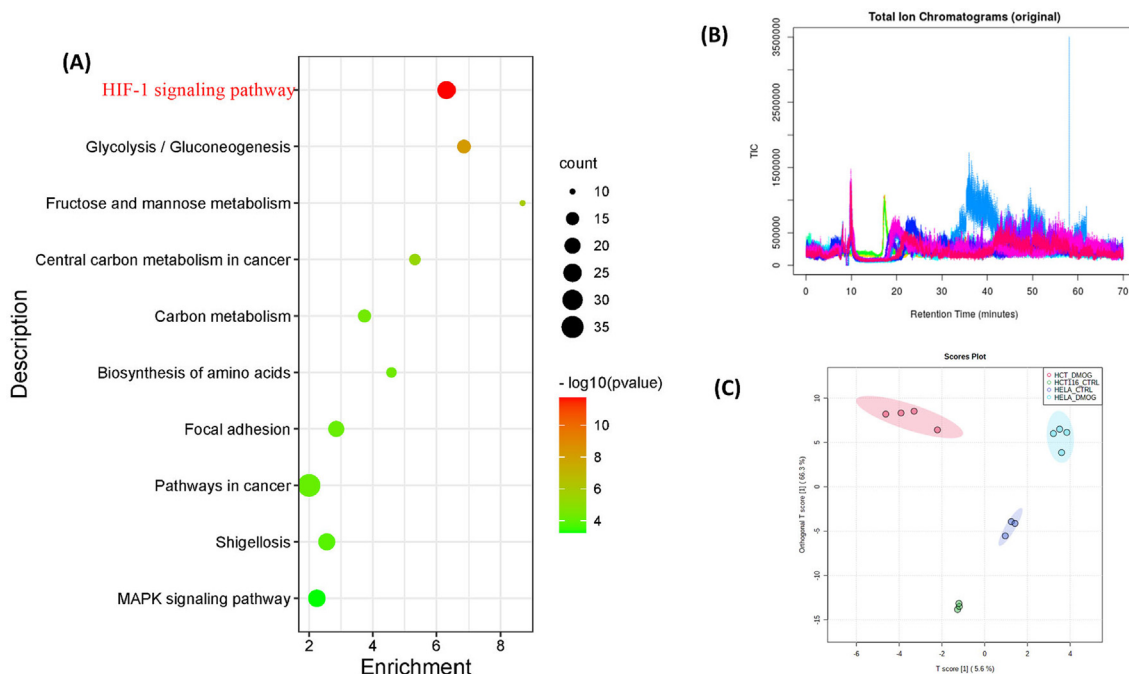 (A)
HIF-1 signaling pathway
Glycolysis / Gluconeogenesis
Fructose and mannose metabolism
Central carbon metabolism in cancer
Carbon metabolism
Biosynthesis of amino acids
Focal adhesion
Pathways in cancer
Shigellosis
MAPK signaling pathway
Description
2 4 6 8
Enrichment
count
10
15
20
25
30
35
- log10(pvalue)
10
8
6
4
(B)
Total Ion Chromatograms (original)
TIC
3500000
2500000
1500000
500000
0
0 10 20 30 40 50 60 70
Retention Time (minutes)
(C)
Scores Plot
HCT_DMOG
HCT116_CTRL
HELA_CTRL
HELA_DMOG
Orthogonal T score [1] ( 66.3 %)
10
5
0
-5
-10
-15
-6 -4 -2 0 2 4
T score [1] ( 5.6 %)